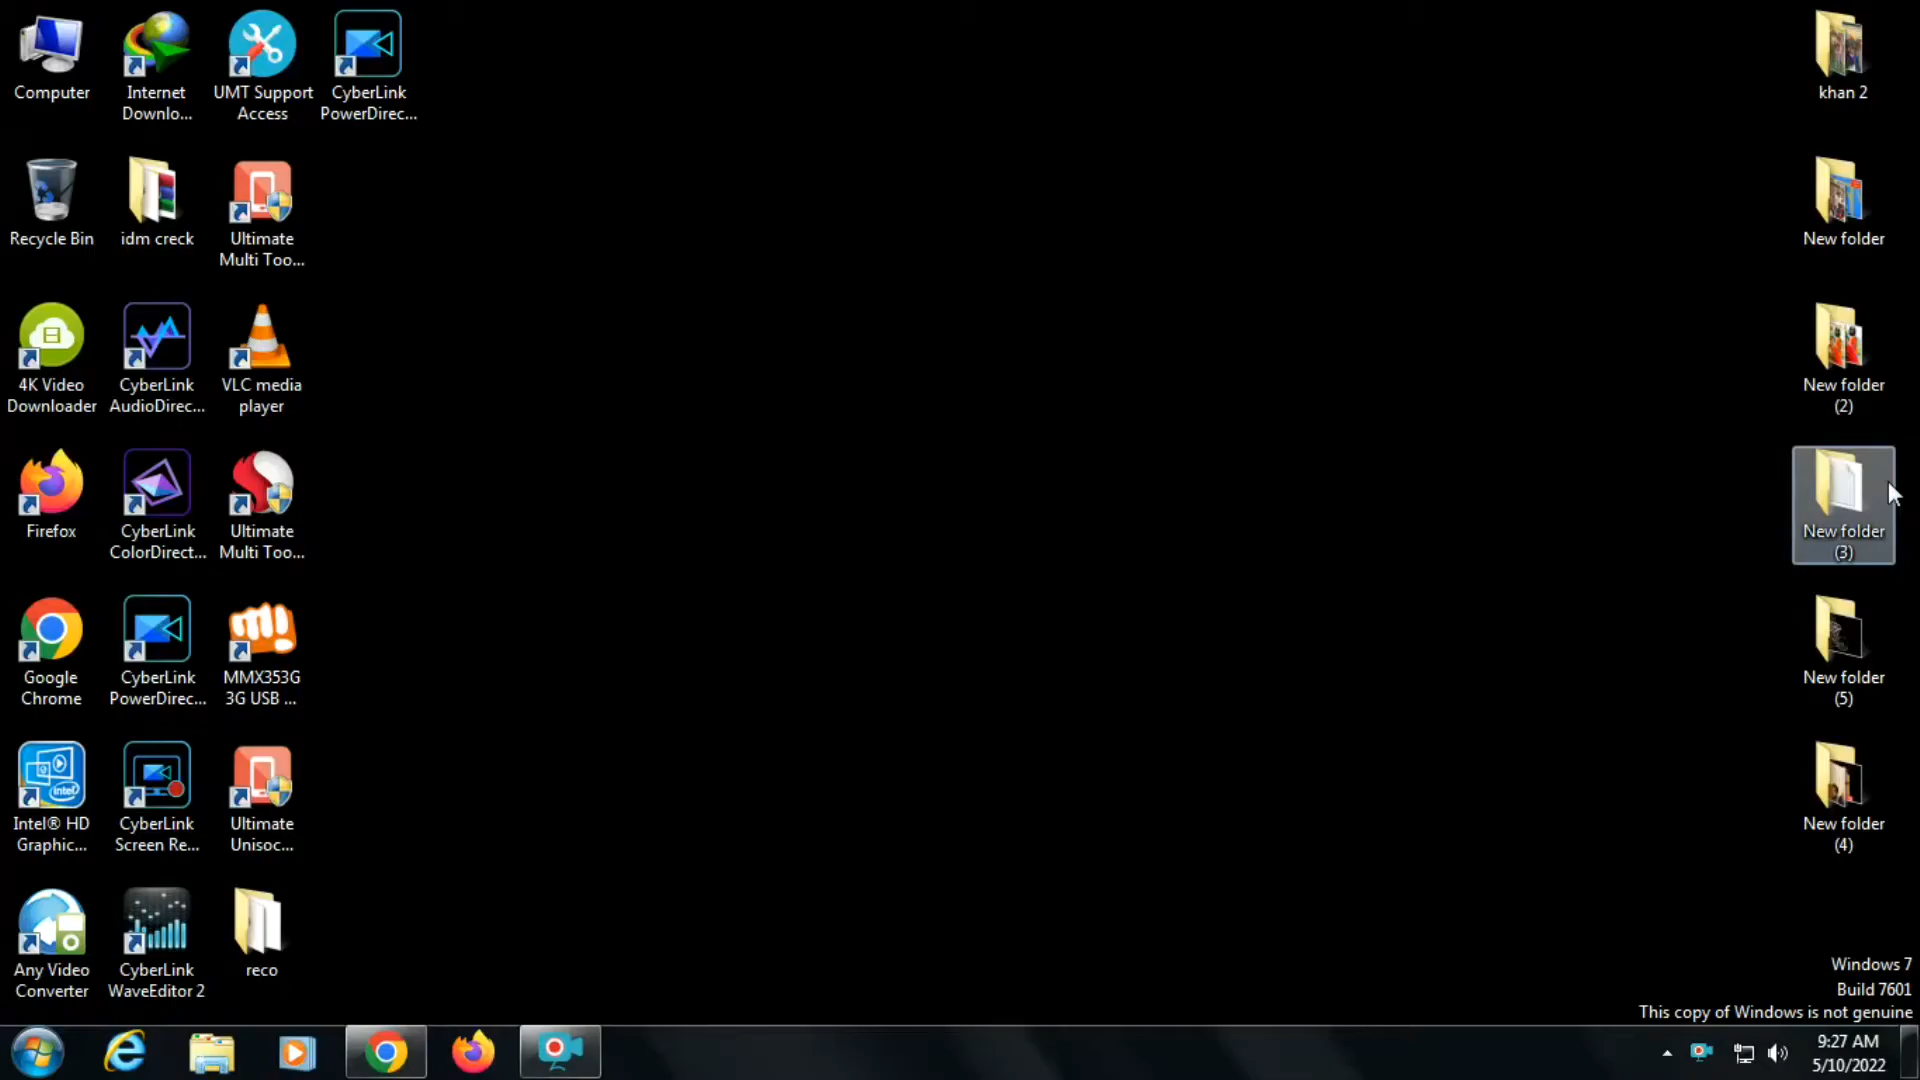 Computer
Internet
Downlo...
UMT Support
Access
CyberLink
PowerDirec...
khan 2
Recycle Bin
idm creck
Ultimate
Multi Too...
New folder
4K Video
Downloader
CyberLink
AudioDirec...
VLC media
player
New folder
(2)
Firefox
CyberLink
ColorDirect...
Ultimate
Multi Too...
New folder
(3)
Google
Chrome
CyberLink
PowerDirec...
MMX353G
3G USB ...
New folder
(5)
intel
Intel® HD
Graphic...
CyberLink
Screen Re...
Ultimate
Unisoc...
New folder
(4)
Any Video
Converter
CyberLink
WaveEditor 2
reco
Windows 7
Build 7601
This copy of Windows is not genuine
9:27 AM
5/10/2022